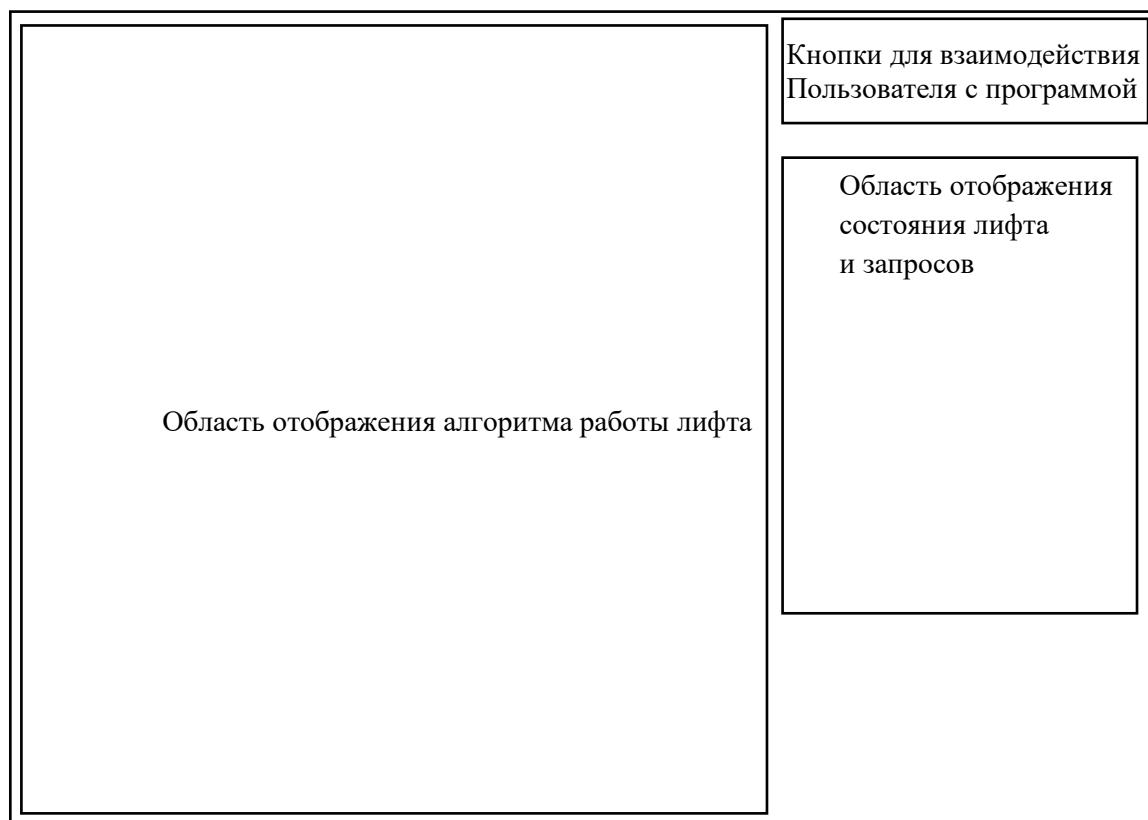 Кнопки для взаимодействия
Пользователя с программой
Область отображения
состояния лифта
и запросов
Область отображения алгоритма работы лифта